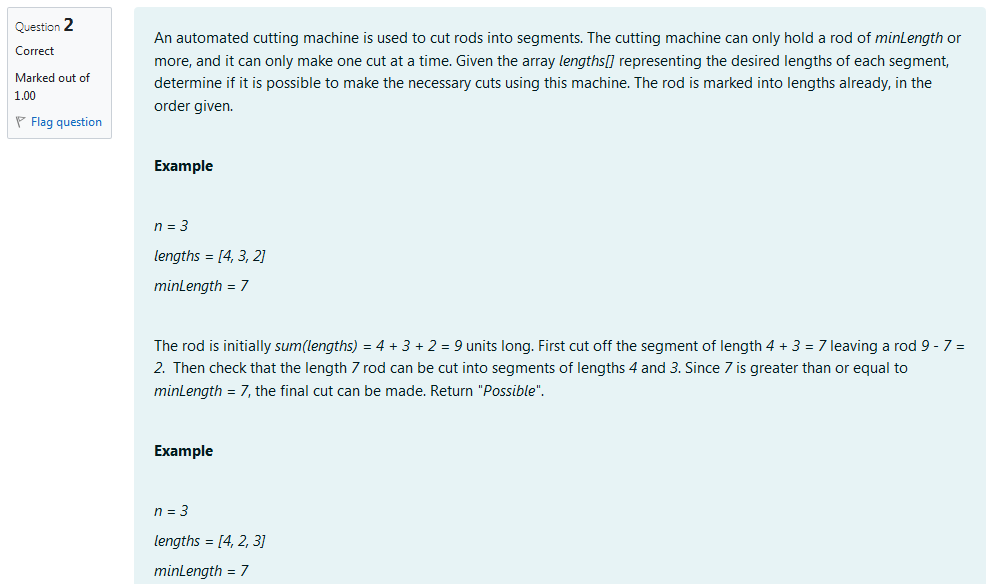 Question 2
Correct
Marked out of
1.00
Flag question
An automated cutting machine is used to cut rods into segments. The cutting machine can only hold a rod of minLength or
more, and it can only make one cut at a time. Given the array lengths[] representing the desired lengths of each segment,
determine if it is possible to make the necessary cuts using this machine. The rod is marked into lengths already, in the
order given.
Example
n = 3
lengths = [4, 3, 2]
minLength = 7
The rod is initially sum(lengths) = 4 + 3 + 2 = 9 units long. First cut off the segment of length 4 + 3 = 7 leaving a rod 9 - 7 =
2. Then check that the length 7 rod can be cut into segments of lengths 4 and 3. Since 7 is greater than or equal to
minLength = 7, the final cut can be made. Return "Possible".
Example
n = 3
lengths = [4, 2, 3]
minLength = 7